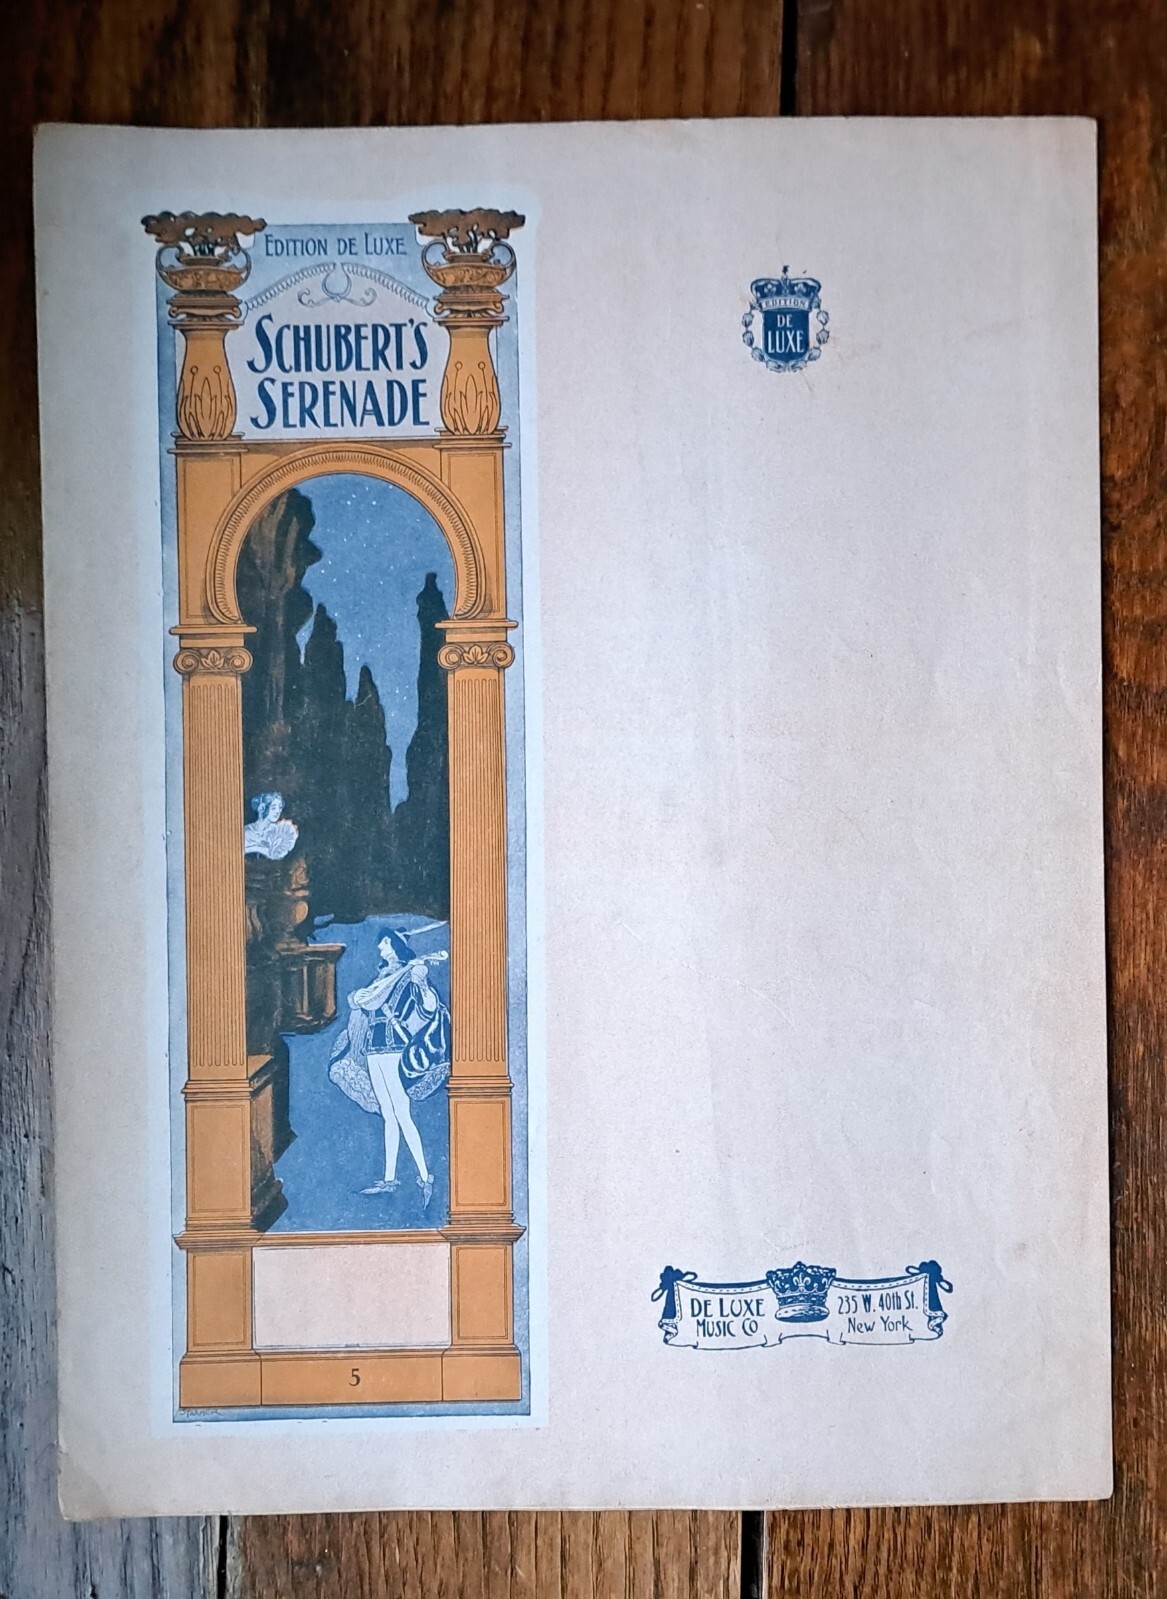 EDITION DE LUXE
SCHUBERT'S
SERENADE
5
EDITION
DE
LUXE
DE LUXE
MUSIC CO
235 W. 40th St.
New York